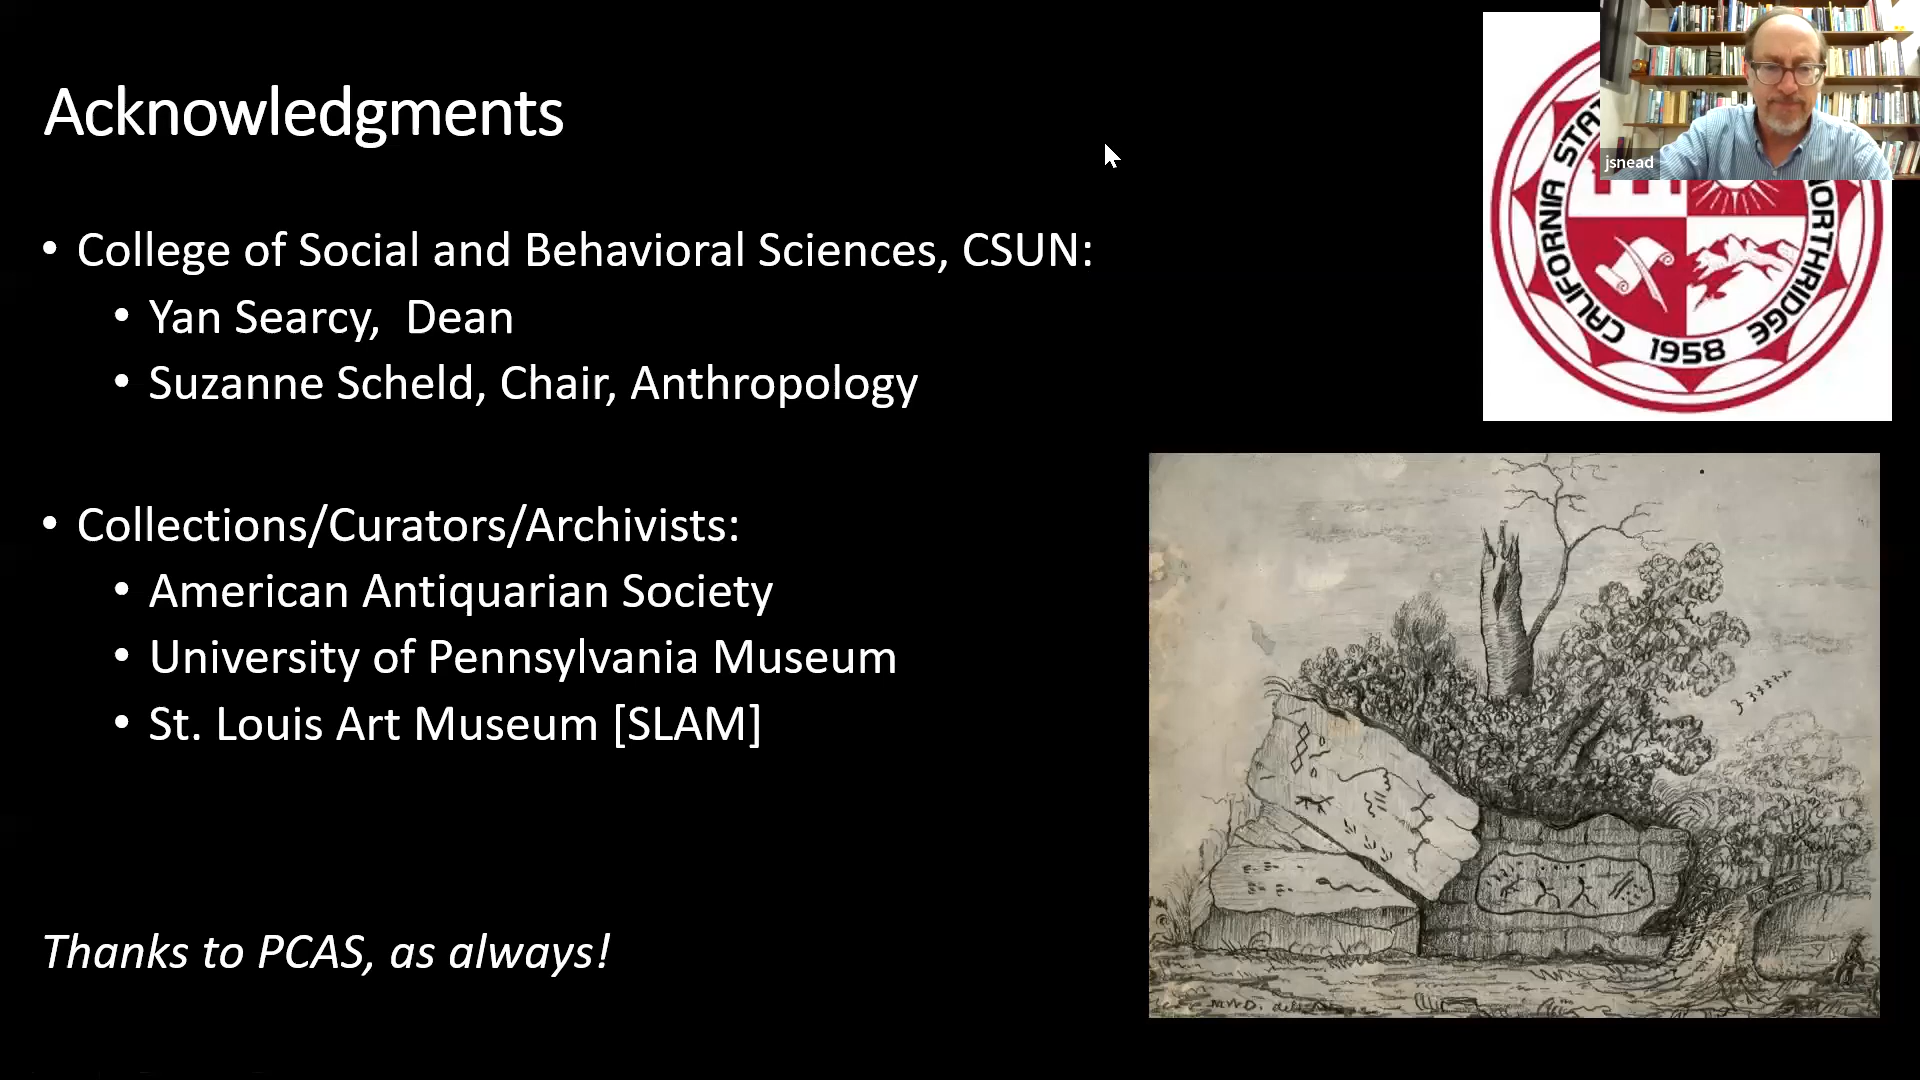 Acknowledgments
• College of Social and Behavioral Sciences, CSUN:
• Yan Searcy,  Dean
• Suzanne Scheld, Chair, Anthropology
• Collections/Curators/Archivists:
• American Antiquarian Society
• University of Pennsylvania Museum
• St. Louis Art Museum [SLAM]
Thanks to PCAS, as always!
jsnead
CALIFORNIA STA
ORTHRIDGE
1958